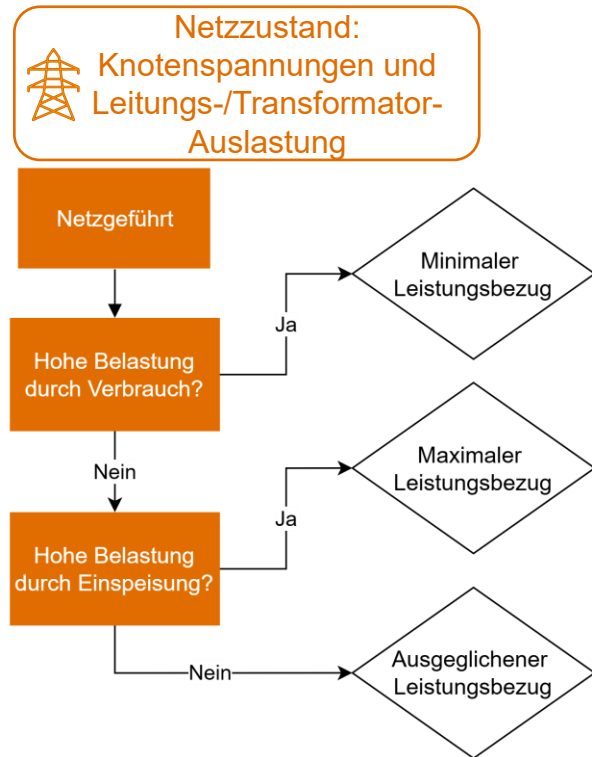 Netzzustand:
Knotenspannungen und
Leitungs-/Transformator-
Auslastung
Netzgeführt
Minimaler
Leistungsbezug
Ja
Hohe Belastung
durch Verbrauch?
Nein
Maximaler
Leistungsbezug
Ja
Hohe Belastung
durch Einspeisung?
Nein
Ausgeglichener
Leistungsbezug